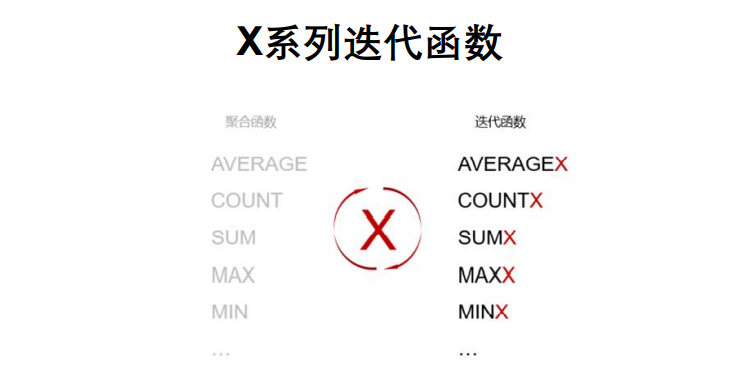 X系列迭代函数
聚合函数
AVERAGE
COUNT
SUM
MAX
MIN
...
X
迭代函数
AVERAGEX
COUNTX
SUMX
MAXX
MINX
...